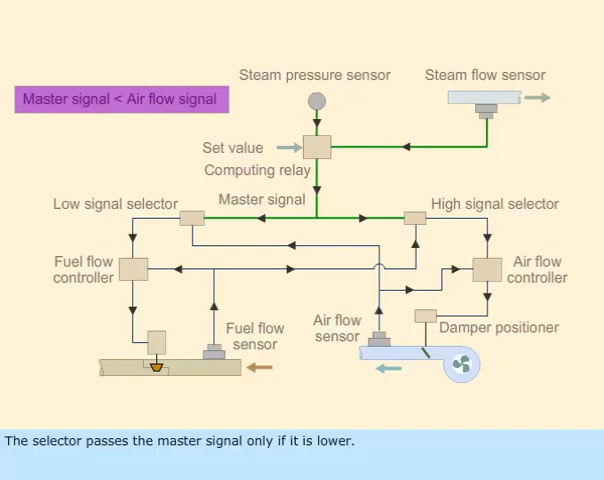 Steam pressure sensor
Steam flow sensor
Master signal < Air flow signal
Set value
Computing relay
Master signal
Low signal selector
High signal selector
Fuel flow
controller
Air flow
controller
Fuel flow
sensor
Air flow
sensor
Damper positioner
The selector passes the master signal only if it is lower.